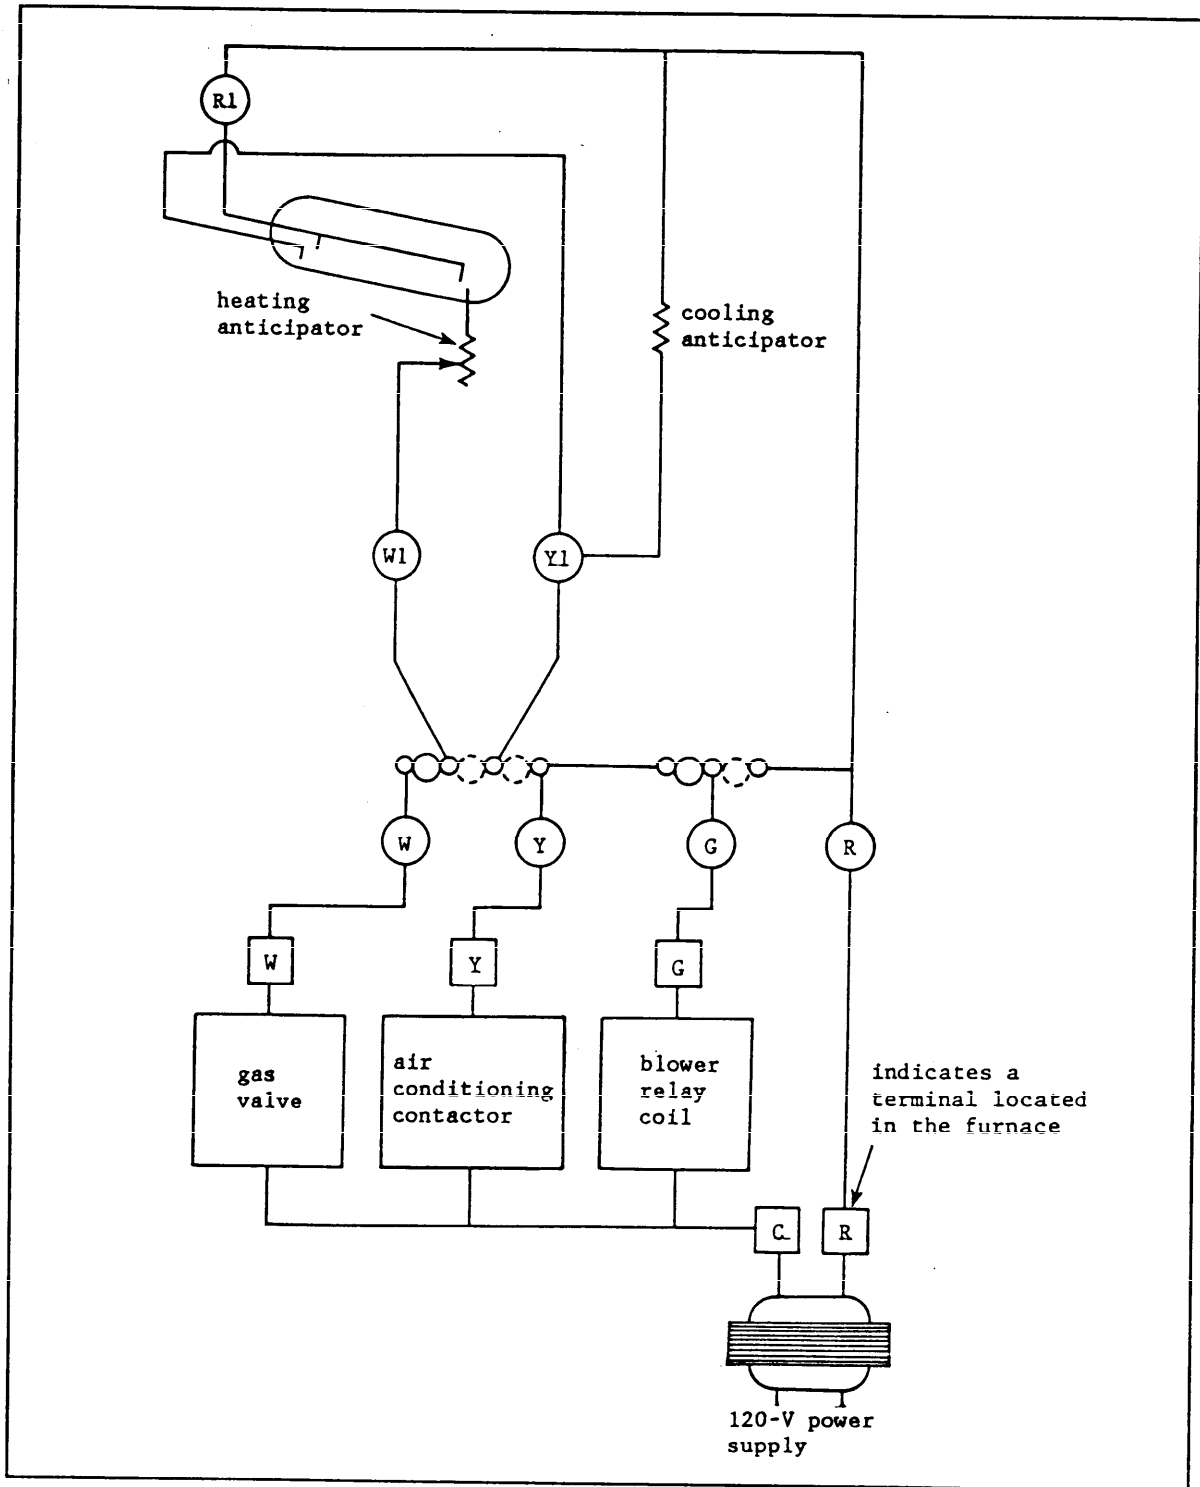 R1
heating
anticipator
cooling
anticipator
W1
Y1
W
Y
G
R
W
Y
G
gas
valve
air
conditioning
contactor
blower
relay
coil
indicates a
terminal located
in the furnace
C
R
120-V power
supply